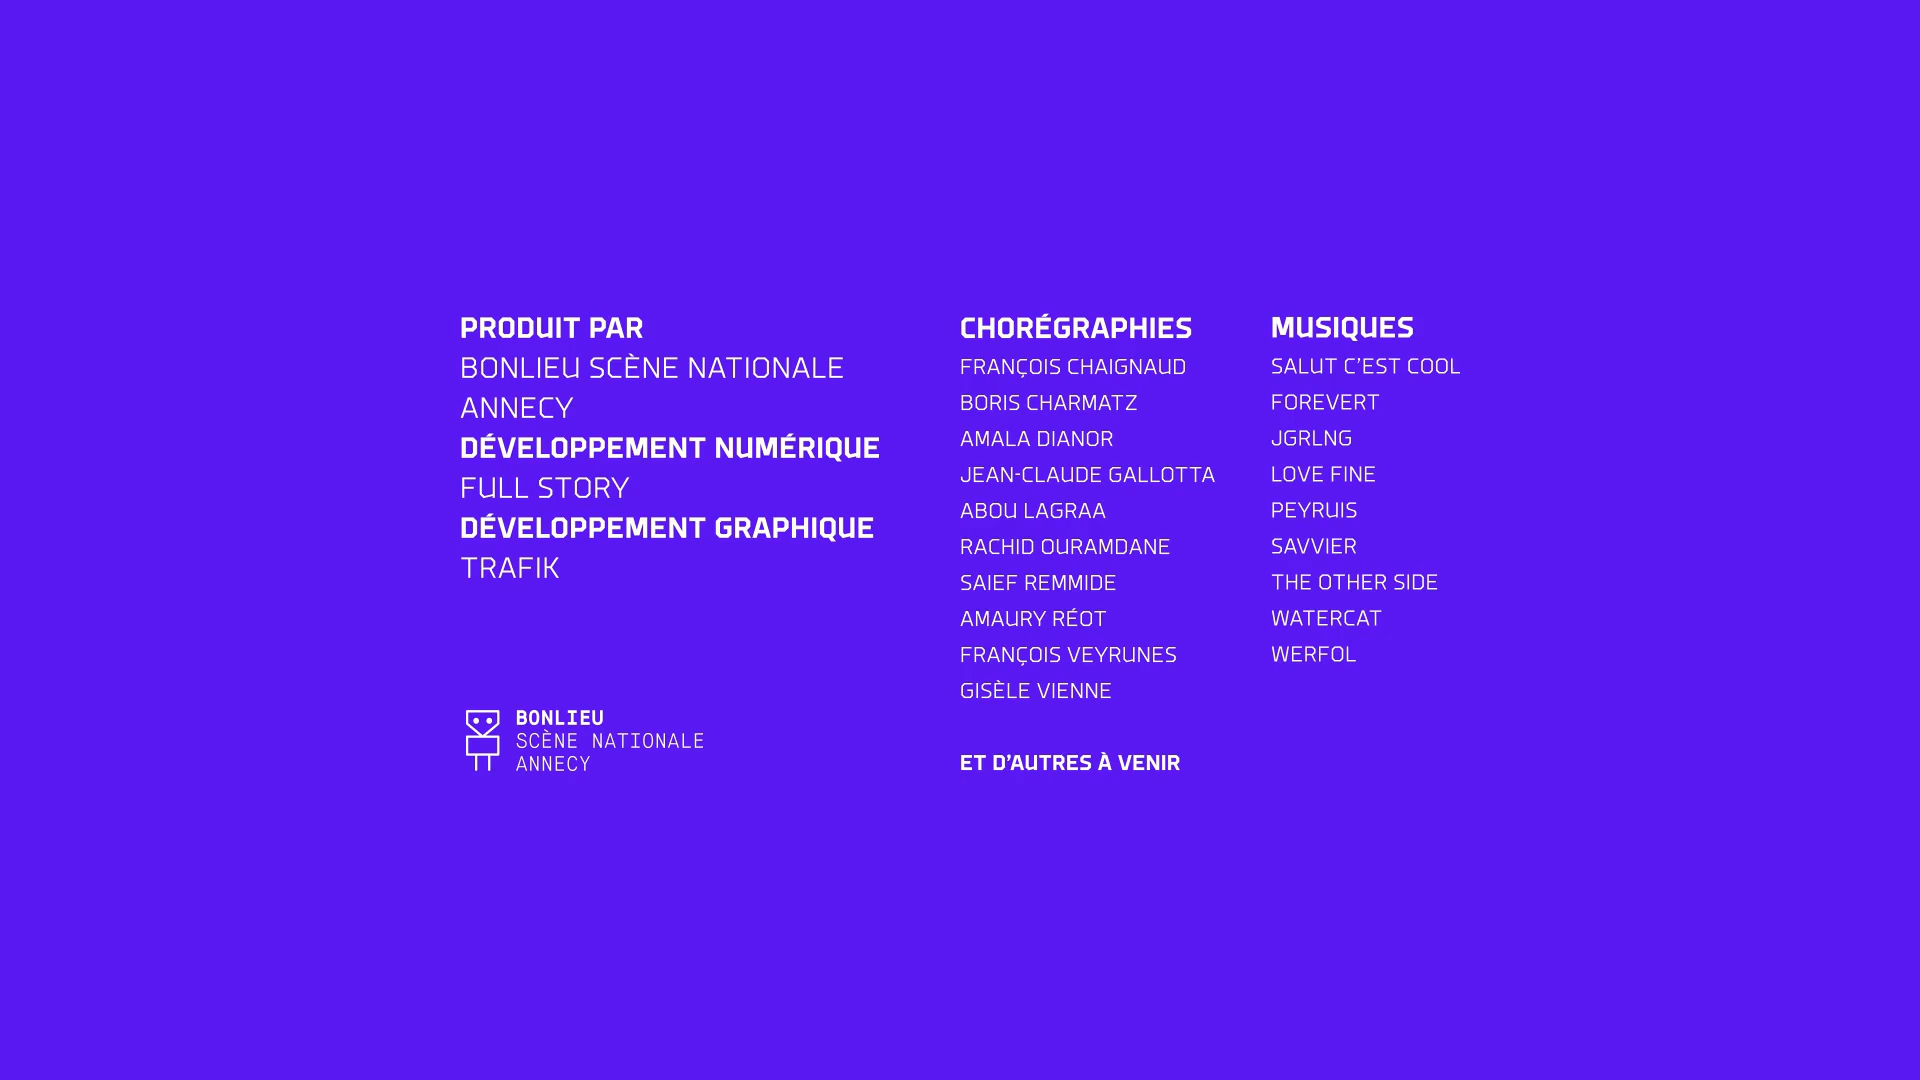 PRODUIT PAR
BONLIEU SCÈNE NATIONALE
ANNECY
DÉVELOPPEMENT NUMÉRIQUE
FULL STORY
DÉVELOPPEMENT GRAPHIQUE
TRAFIK
BONLIEU
SCÈNE NATIONALE
ANNECY
CHORÉGRAPHIES
FRANÇOIS CHAIGNAUD
BORIS CHARMATZ
AMALA DIANOR
JEAN-CLAUDE GALLOTTA
ABOU LAGRAA
RACHID OURAMDANE
SAIEF REMMIDE
AMAURY RÉOT
FRANÇOIS VEYRUNES
GISÈLE VIENNE
ET D’AUTRES À VENIR
MUSIQUES
SALUT C’EST COOL
FOREVERT
JGRLNG
LOVE FINE
PEYRUIS
SAVVIER
THE OTHER SIDE
WATERCAT
WERFOL